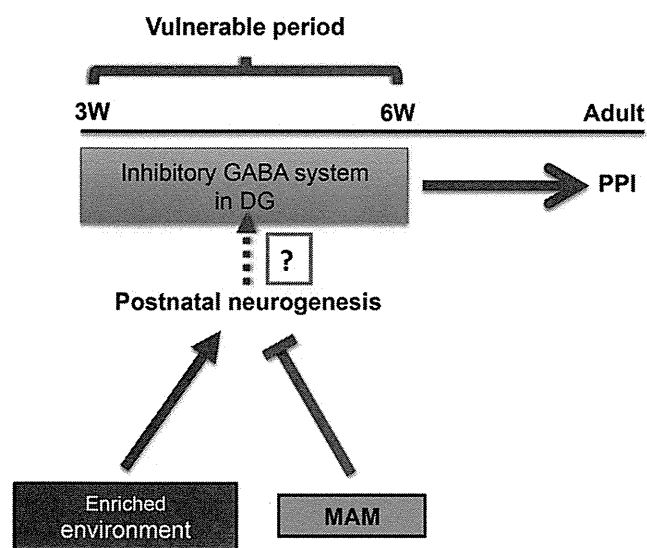 Vulnerable period
3W 6W Adult
Inhibitory GABA system
in DG
PPI
?
Postnatal neurogenesis
Enriched
environment
MAM